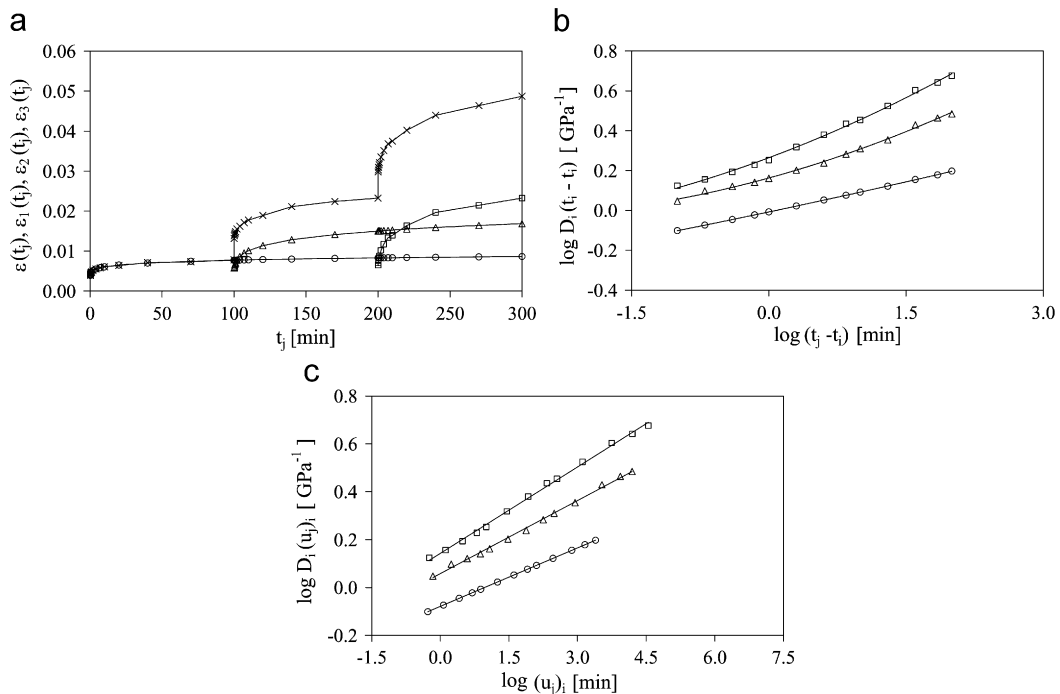 a
0.06
0.05
0.04
0.03
0.02
0.01
0.00
ε(tⱼ), ε₁(tⱼ), ε₂(tⱼ), ε₃(tⱼ)
0 50 100 150 200 250 300
tⱼ [min]
b
0.8
0.6
0.4
0.2
0.0
-0.2
-0.4
log Dᵢ(tⱼ - tᵢ) [ GPa⁻¹]
-1.5 0.0 1.5 3.0
log (tⱼ -tᵢ) [min]
c
0.8
0.6
0.4
0.2
0.0
-0.2
log Dᵢ (uⱼ)ᵢ [ GPa⁻¹ ]
-1.5 0.0 1.5 3.0 4.5 6.0 7.5
log (uⱼ)ᵢ [min]